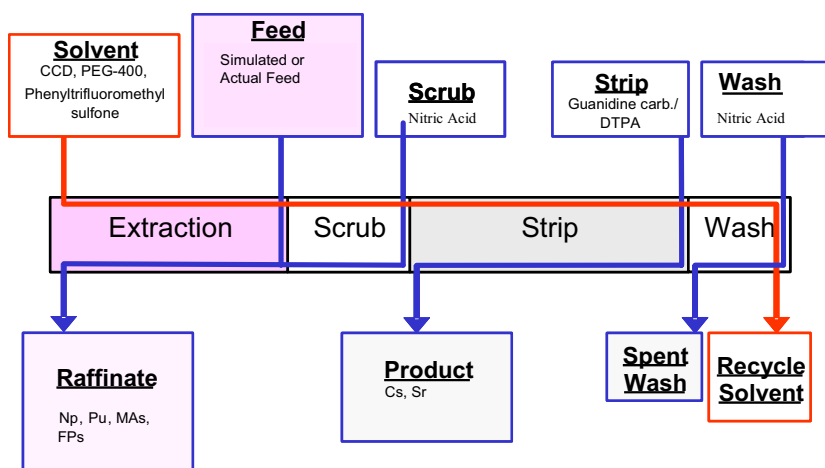 Solvent
CCD, PEG-400,
Phenyltrifluoromethyl
sulfone
Feed
Simulated or
Actual Feed
Scrub
Nitric Acid
Strip
Guanidine carb./
DTPA
Wash
Nitric Acid
Extraction
Scrub
Strip
Wash
Raffinate
Np, Pu, MAs,
FPs
Product
Cs, Sr
Spent
Wash
Recycle
Solvent